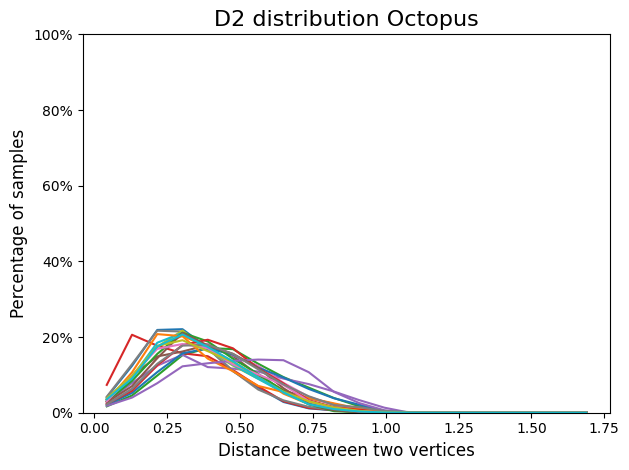 D2 distribution Octopus
Percentage of samples
100%
80%
60%
40%
20%
0%
0.00 0.25 0.50 0.75 1.00 1.25 1.50 1.75
Distance between two vertices